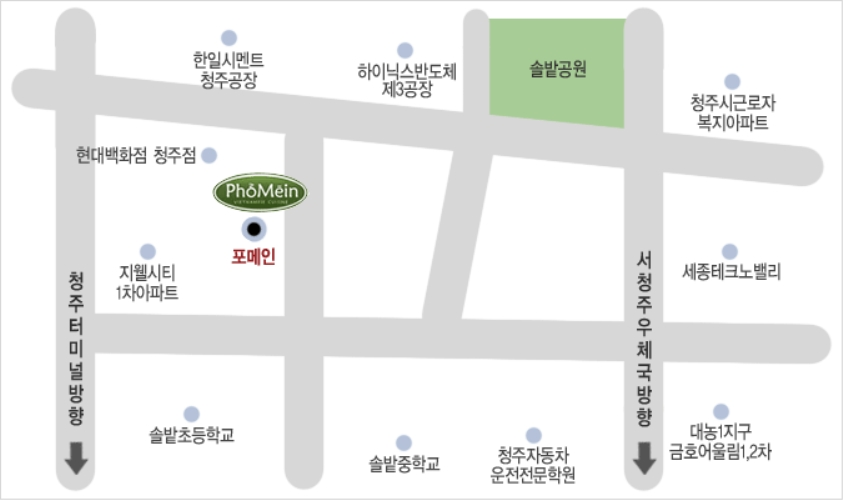 한일시멘트
청주공장
하이닉스반도체
제3공장
솔밭공원
청주시근로자
복지아파트
현대백화점 청주점
PhỏMein
VIETNAMESE CUISINE
포메인
지웰시티
1차아파트
세종테크노밸리
청주터미널방향
서청주우체국방향
솔밭초등학교
솔밭중학교
청주자동차
운전전문학원
대농1지구
금호어울림1,2차